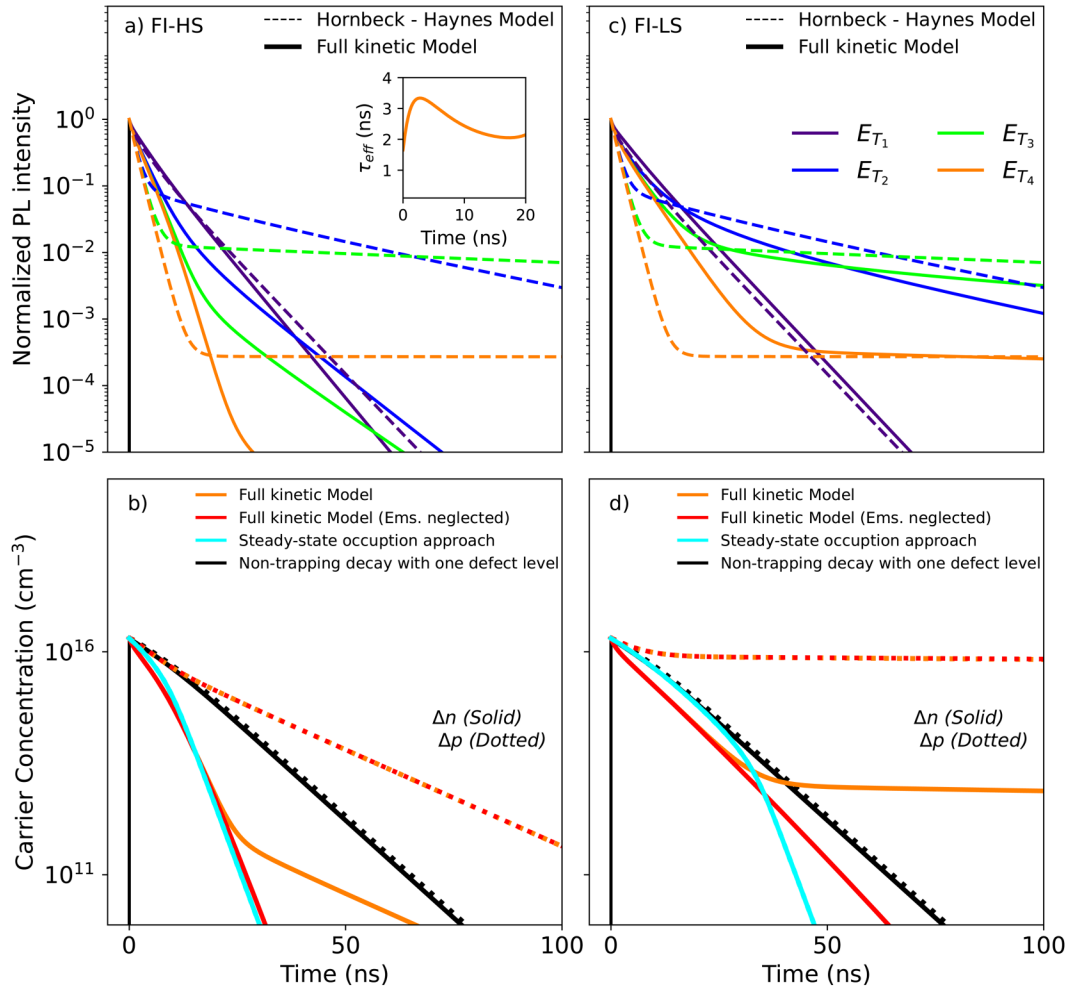 a) FI-HS
Hornbeck - Haynes Model
Full kinetic Model
4
3
2
1
0
τeff (ns)
0 10 20
Time (ns)
10⁰
10⁻¹
10⁻²
10⁻³
10⁻⁴
10⁻⁵
Normalized PL intensity
c) FI-LS
Hornbeck - Haynes Model
Full kinetic Model
E_T₁ E_T₃
E_T₂ E_T₄
b)
Full kinetic Model
Full kinetic Model (Ems. neglected)
Steady-state occuption approach
Non-trapping decay with one defect level
Δn (Solid)
Δp (Dotted)
10¹⁶
10¹¹
Carrier Concentration (cm⁻³)
0 50 100
Time (ns)
d)
Full kinetic Model
Full kinetic Model (Ems. neglected)
Steady-state occuption approach
Non-trapping decay with one defect level
Δn (Solid)
Δp (Dotted)
0 50 100
Time (ns)